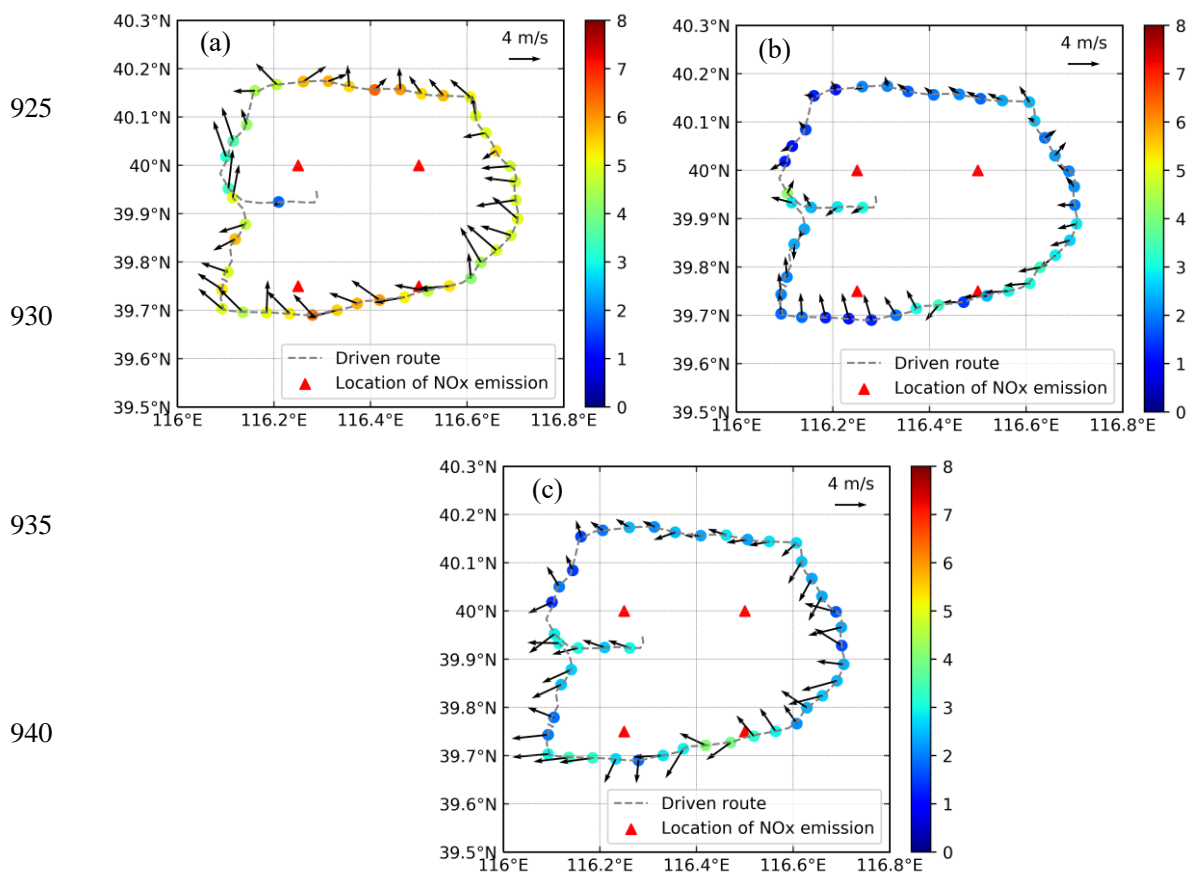 925
930
935
940
(a)
4 m/s
40.3°N
40.2°N
40.1°N
40°N
39.9°N
39.8°N
39.7°N
39.6°N
39.5°N
116°E 116.2°E 116.4°E 116.6°E 116.8°E
Driven route
Location of NOx emission
8
7
6
5
4
3
2
1
0
(b)
4 m/s
40.3°N
40.2°N
40.1°N
40°N
39.9°N
39.8°N
39.7°N
39.6°N
39.5°N
116°E 116.2°E 116.4°E 116.6°E 116.8°E
Driven route
Location of NOx emission
8
7
6
5
4
3
2
1
0
(c)
4 m/s
40.3°N
40.2°N
40.1°N
40°N
39.9°N
39.8°N
39.7°N
39.6°N
39.5°N
116°E 116.2°E 116.4°E 116.6°E 116.8°E
Driven route
Location of NOx emission
8
7
6
5
4
3
2
1
0